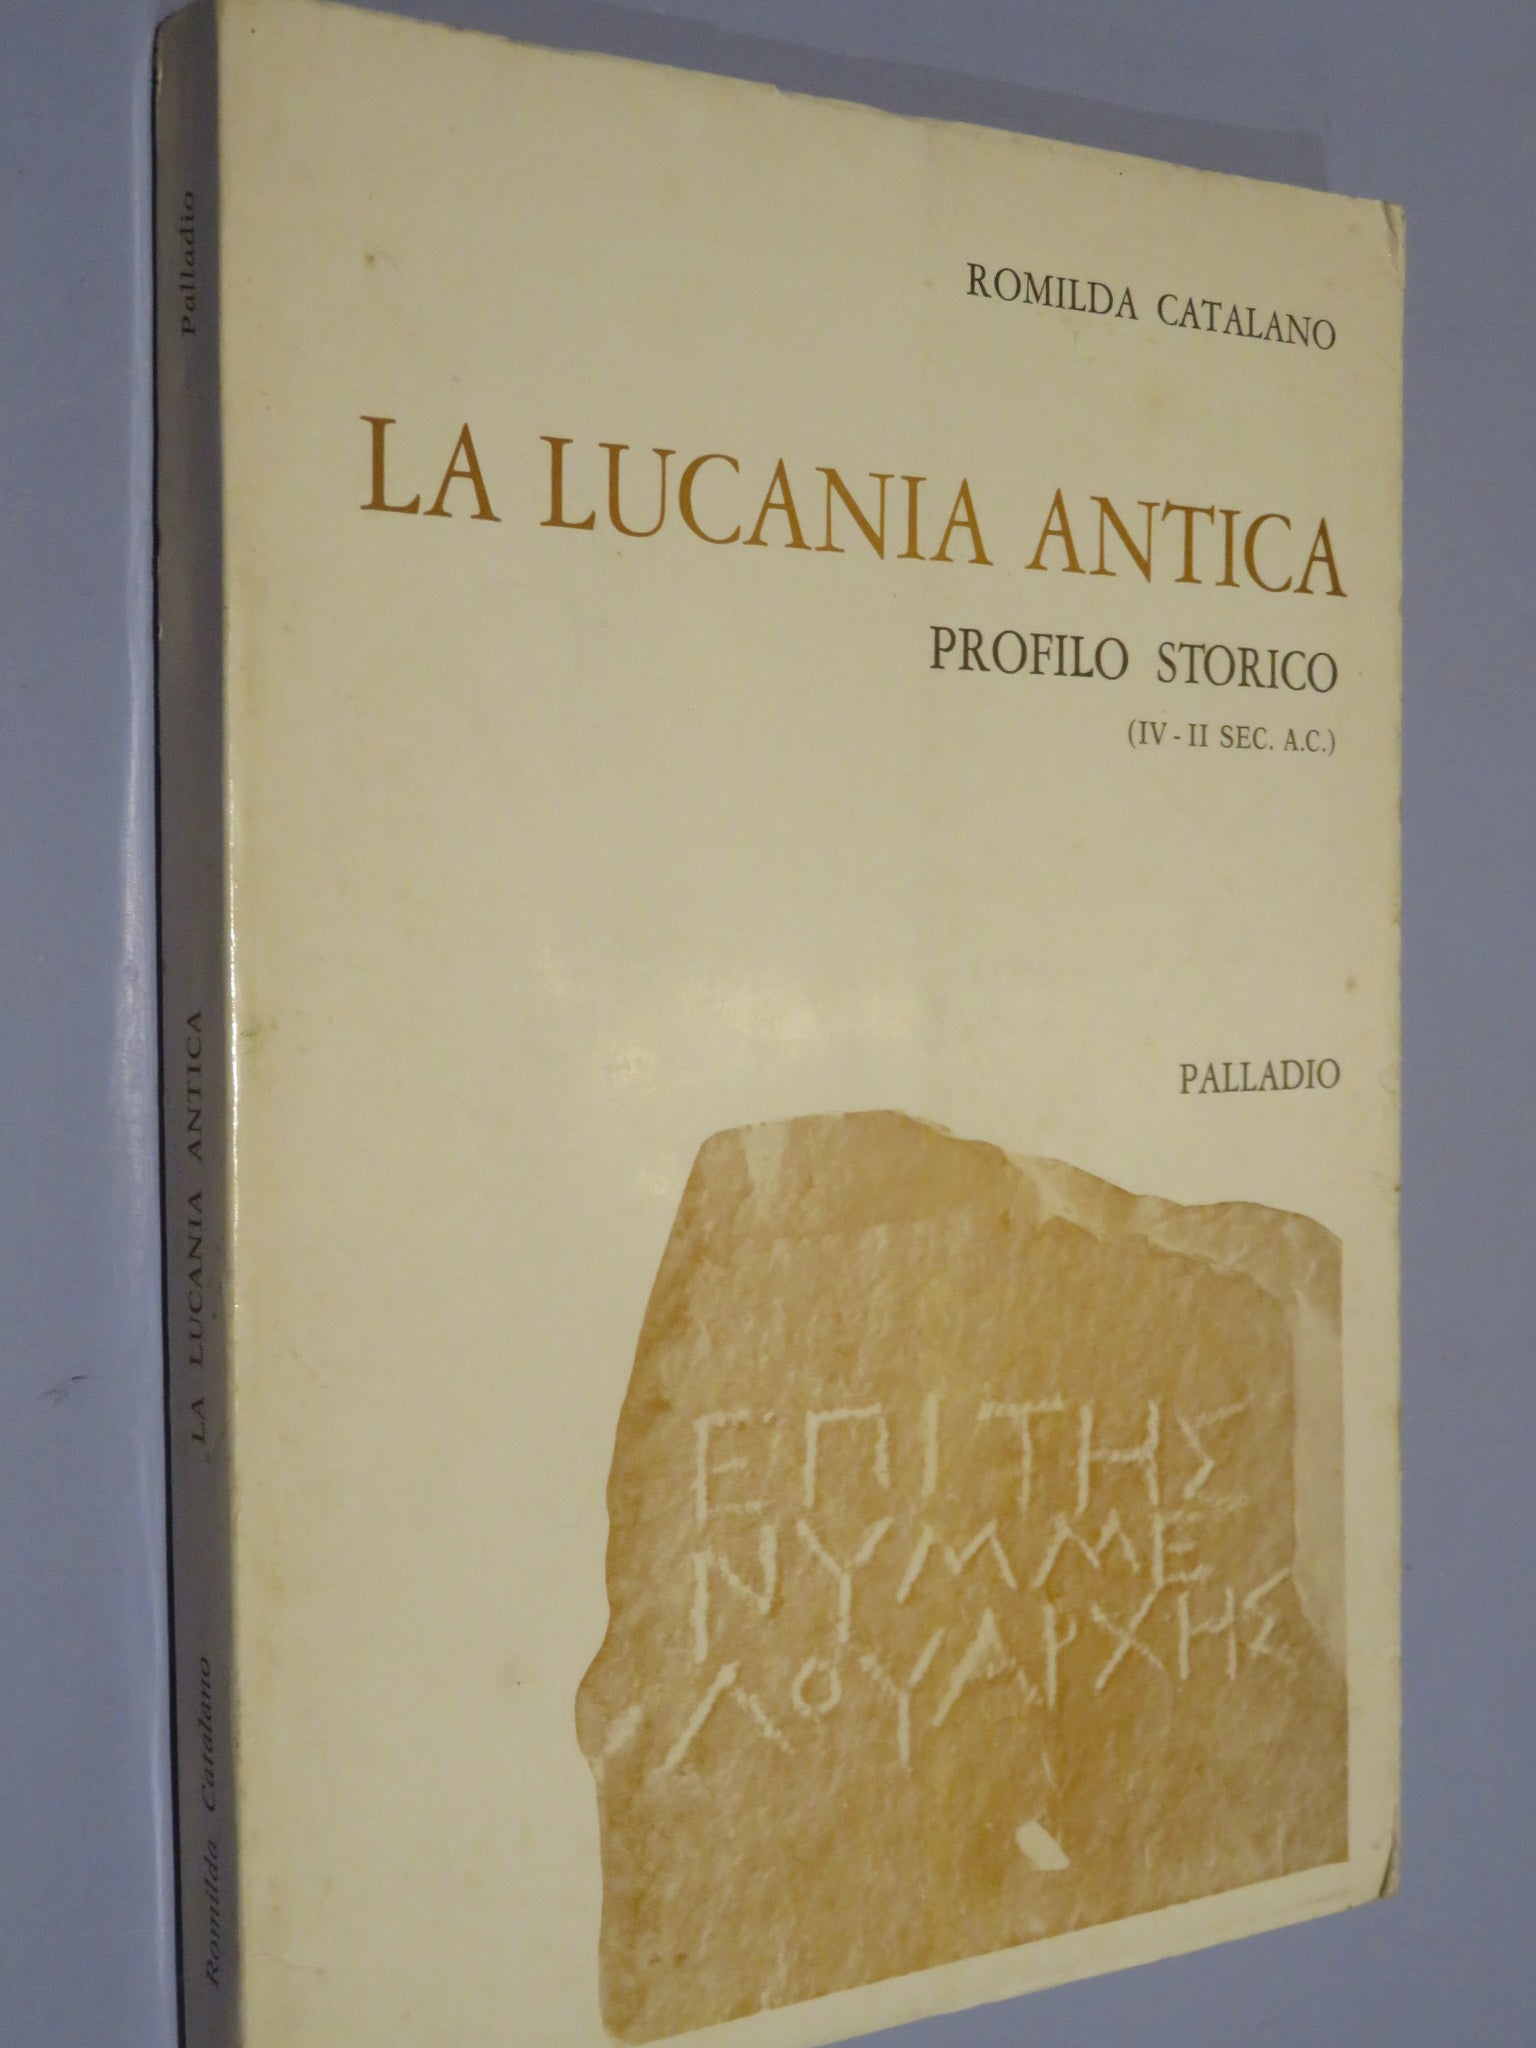 ROMILDA CATALANO
LA LUCANIA ANTICA
PROFILO STORICO
(IV - II SEC. A.C.)
PALLADIO
ΕΠΙ ΤΗΣ
ΝΥΜΜΕ
ΛΟΥ ΑΡΧΗΣ
Palladio
LA LUCANIA ANTICA
Romilda Catalano